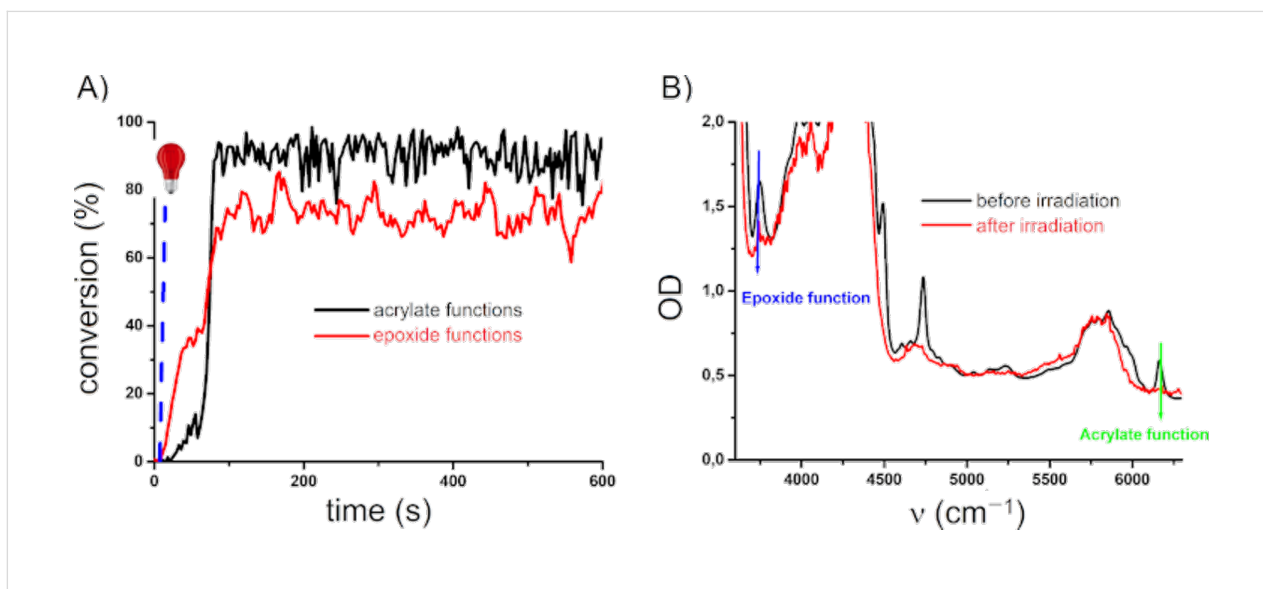 A)
100
80
60
40
20
0
conversion (%)
acrylate functions
epoxide functions
0
200
400
600
time (s)
B)
2,0
1,5
1,0
0,5
0,0
OD
before irradiation
after irradiation
Epoxide function
Acrylate function
4000
4500
5000
5500
6000
ν (cm−1)